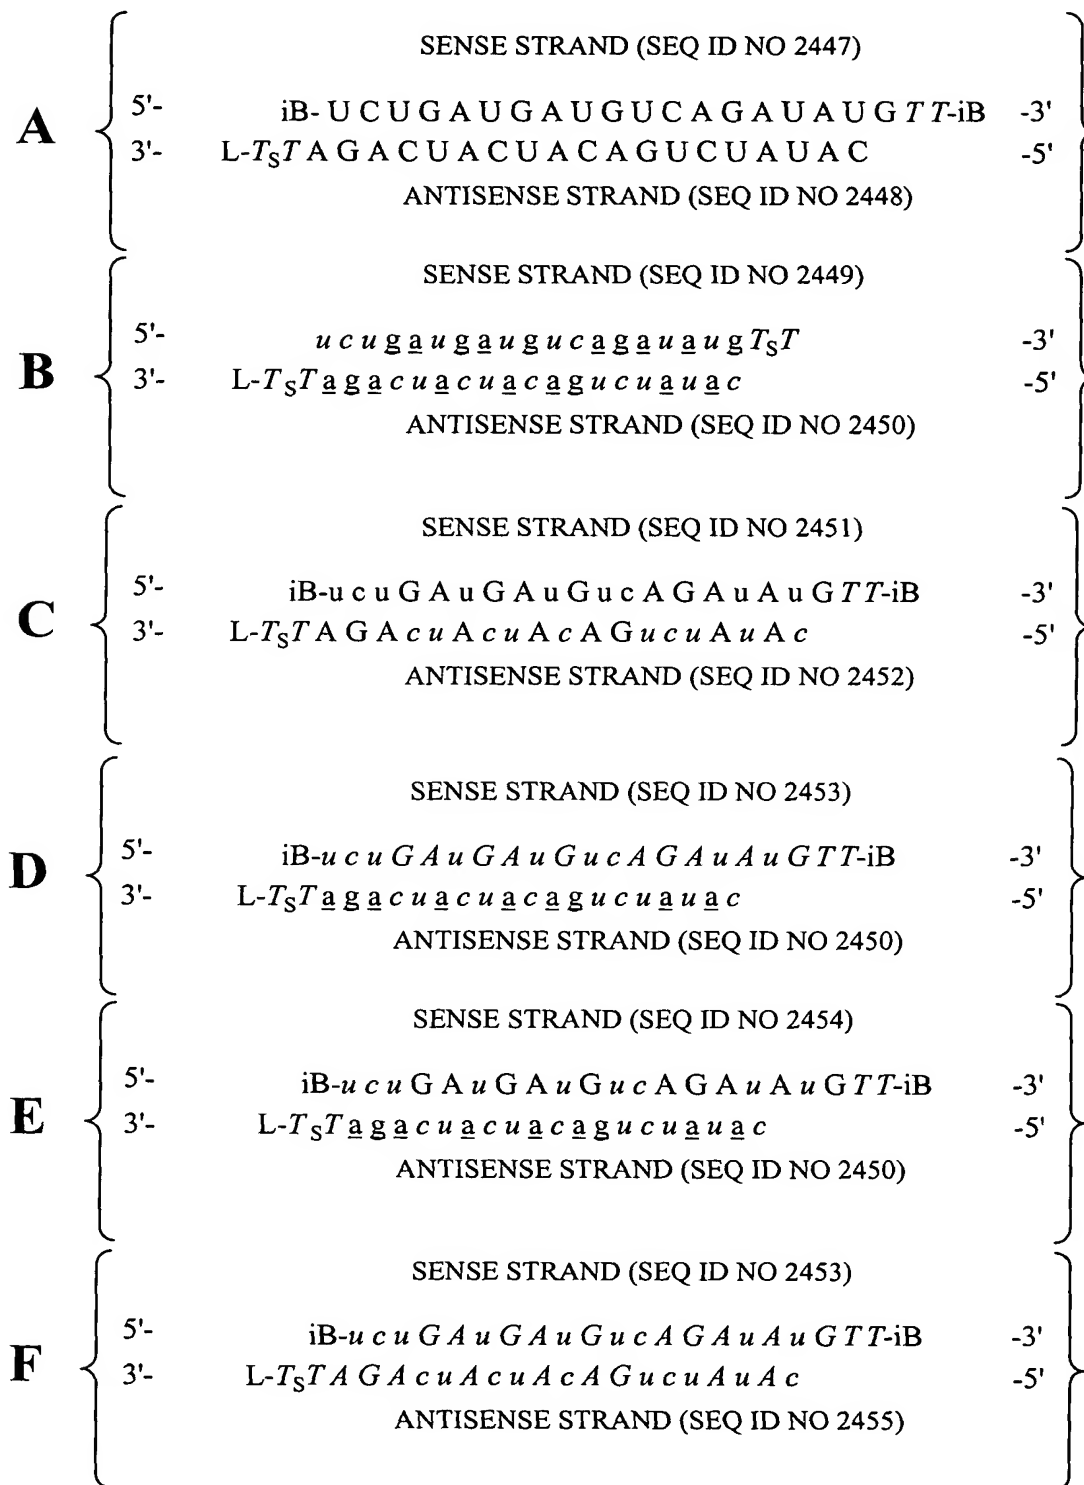 SENSE STRAND (SEQ ID NO 2447)
A
5'- iB- U C U G A U G A U G U C A G A U A U G T T-iB -3'
3'- L-TST A G A C U A C U A C A G U C U A U A C -5'
ANTISENSE STRAND (SEQ ID NO 2448)
SENSE STRAND (SEQ ID NO 2449)
B
5'- u c u g a u g a u g u c a g a u a u g TST -3'
3'- L-TST a g a c u a c u a c a g u c u a u a c -5'
ANTISENSE STRAND (SEQ ID NO 2450)
SENSE STRAND (SEQ ID NO 2451)
C
5'- iB-u c u G A u G A u G u c A G A u A u G T T-iB -3'
3'- L-TST A G A c u A c u A c A G u c u A u A c -5'
ANTISENSE STRAND (SEQ ID NO 2452)
SENSE STRAND (SEQ ID NO 2453)
D
5'- iB-u c u G A u G A u G u c A G A u A u G T T-iB -3'
3'- L-TST a g a c u a c u a c a g u c u a u a c -5'
ANTISENSE STRAND (SEQ ID NO 2450)
SENSE STRAND (SEQ ID NO 2454)
E
5'- iB-u c u G A u G A u G u c A G A u A u G T T-iB -3'
3'- L-T ST a g a c u a c u a c a g u c u a u a c -5'
ANTISENSE STRAND (SEQ ID NO 2450)
SENSE STRAND (SEQ ID NO 2453)
F
5'- iB-u c u G A u G A u G u c A G A u A u G T T-iB -3'
3'- L-TST A G A c u A c u A c A G u c u A u A c -5'
ANTISENSE STRAND (SEQ ID NO 2455)